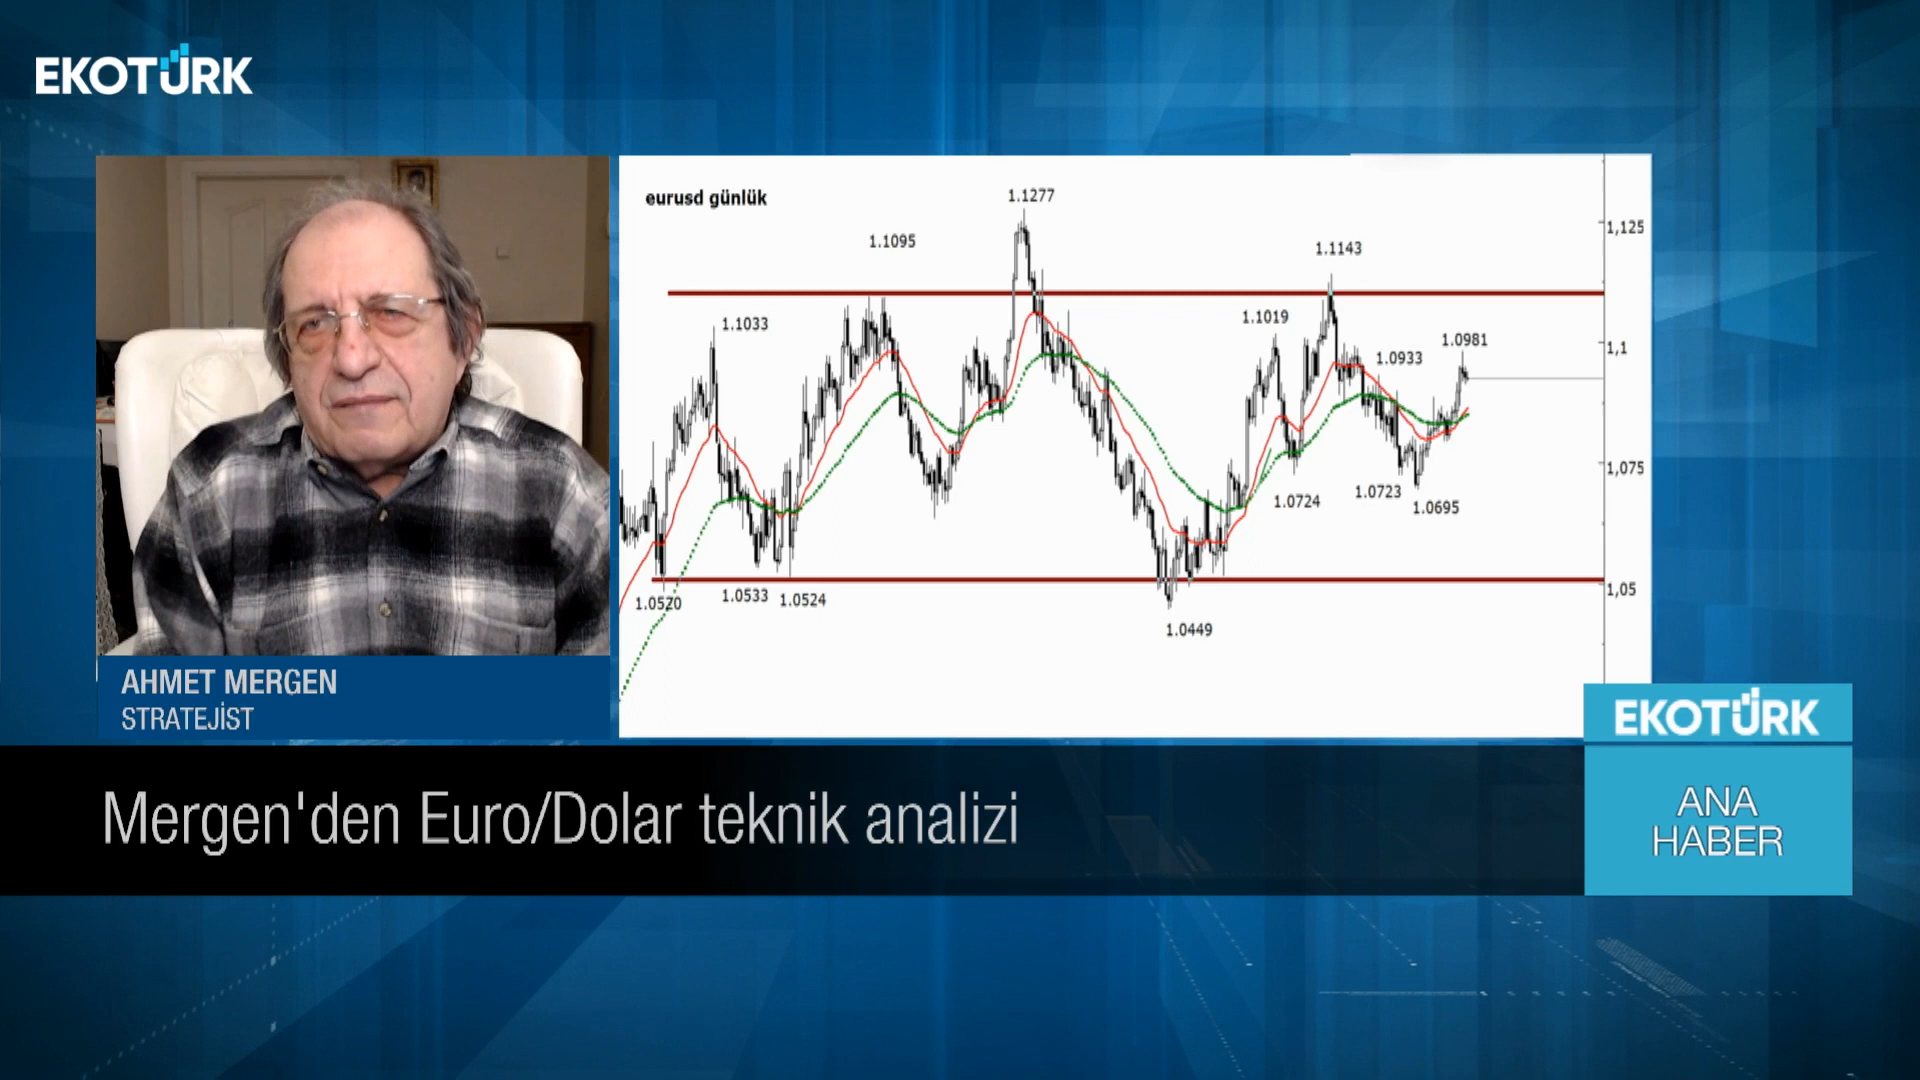 EKOTÜRK
eurusd günlük
1.1277
1.1095
1.1143
1.1033
1.1019
1.0981
1.0933
1.0724
1.0723
1.0695
1.0520
1.0533
1.0524
1.0449
1,125
1,1
1,075
1,05
AHMET MERGEN
STRATEJİST
Mergen'den Euro/Dolar teknik analizi
EKOTÜRK
ANA
HABER